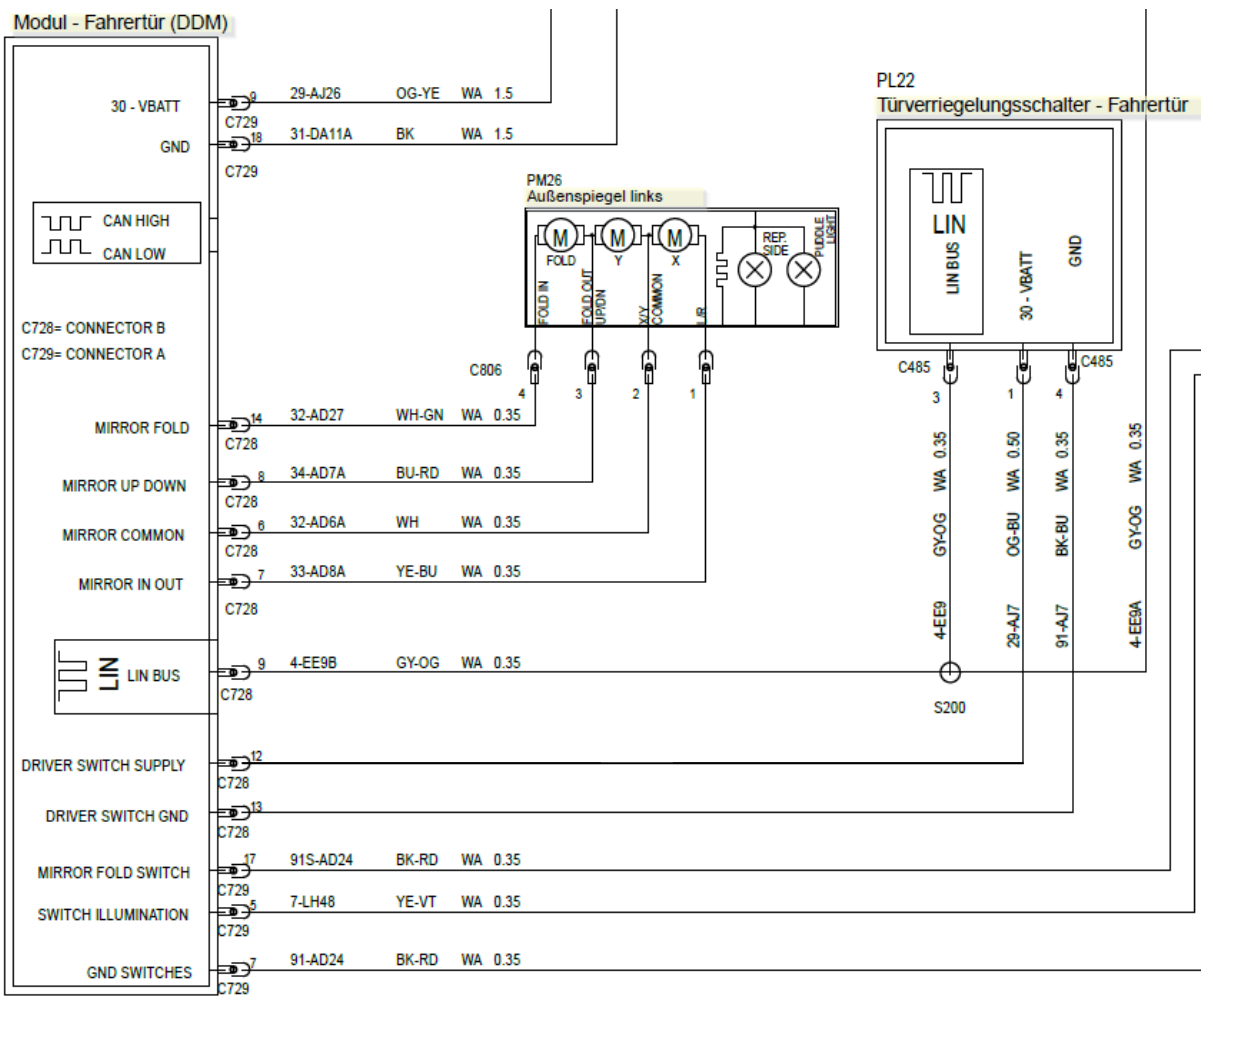 Modul - Fahrertür (DDM)
30 - VBATT
9
C729
29-AJ26 OG-YE WA 1.5
GND
18
C729
31-DA11A BK WA 1.5
CAN HIGH
CAN LOW
C728= CONNECTOR B
C729= CONNECTOR A
PM26
Außenspiegel links
M M M
FOLD Y X
REP.
SIDE
PUDDLE
LIGHT
FOLD IN
FOLD OUT
UP/DN
X/Y
COMMON
L/R
C806
4 3 2 1
PL22
Türverriegelungsschalter - Fahrertür
LIN
LIN BUS
30 - VBATT
GND
C485 C485
3 1 4
4-EE9 GY-OG WA 0.35
29-AJ7 OG-BU WA 0.50
91-AJ7 BK-BU WA 0.35
4-EE9A GY-OG WA 0.35
MIRROR FOLD
14
C728
32-AD27 WH-GN WA 0.35
MIRROR UP DOWN
8
C728
34-AD7A BU-RD WA 0.35
MIRROR COMMON
6
C728
32-AD6A WH WA 0.35
MIRROR IN OUT
7
C728
33-AD8A YE-BU WA 0.35
LIN
LIN BUS
9
C728
4-EE9B GY-OG WA 0.35
S200
DRIVER SWITCH SUPPLY
12
C728
DRIVER SWITCH GND
13
C728
MIRROR FOLD SWITCH
17
C729
91S-AD24 BK-RD WA 0.35
SWITCH ILLUMINATION
5
C729
7-LH48 YE-VT WA 0.35
GND SWITCHES
7
C729
91-AD24 BK-RD WA 0.35